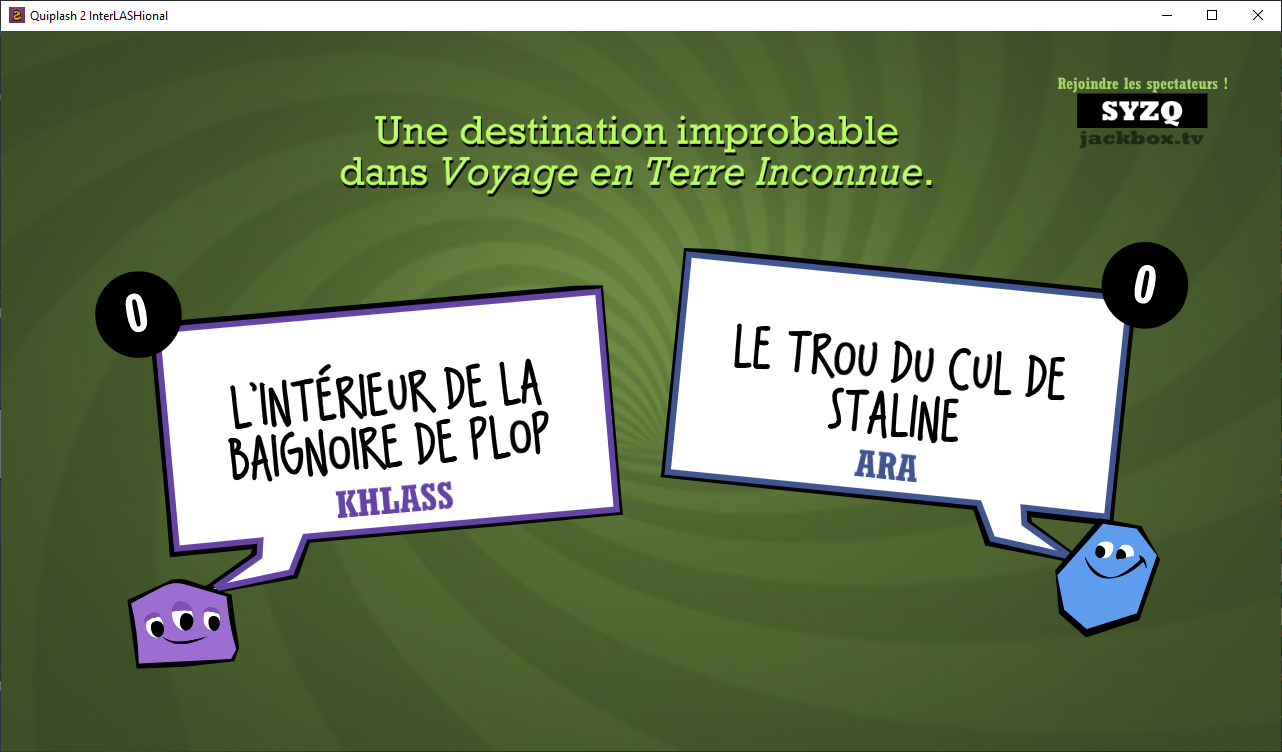 Quiplash 2 InterLASHional
Rejoindre les spectateurs !
SYZQ
jackbox.tv
Une destination improbable
dans Voyage en Terre Inconnue.
0
L'INTÉRIEUR DE LA
BAIGNOIRE DE PLOP
KHLASS
0
LE TROU DU CUL DE
STALINE
ARA